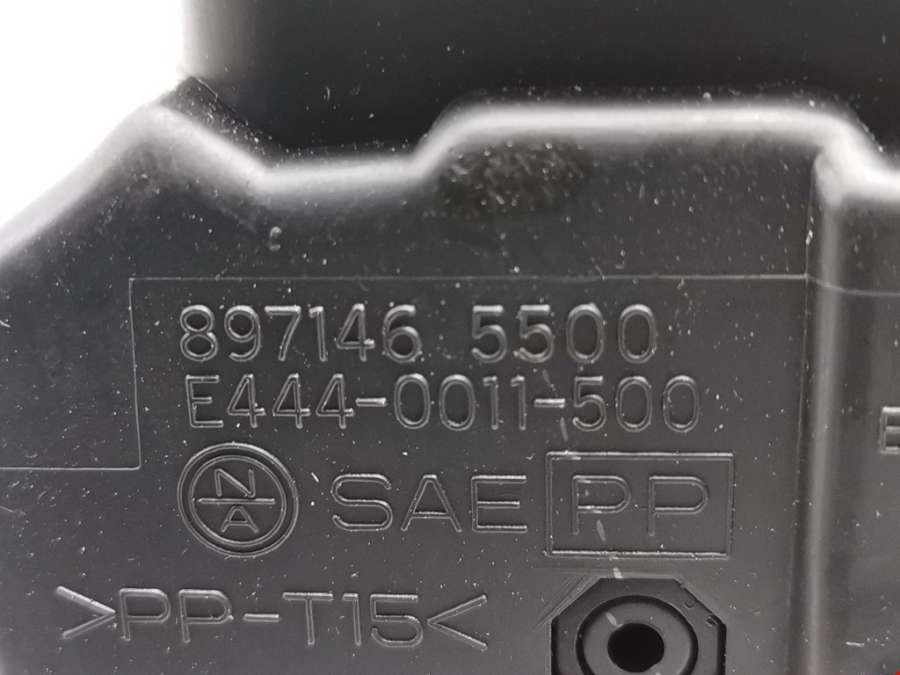 897146 5500
E444-0011-500
N
A
SAE PP
>PP-T15<